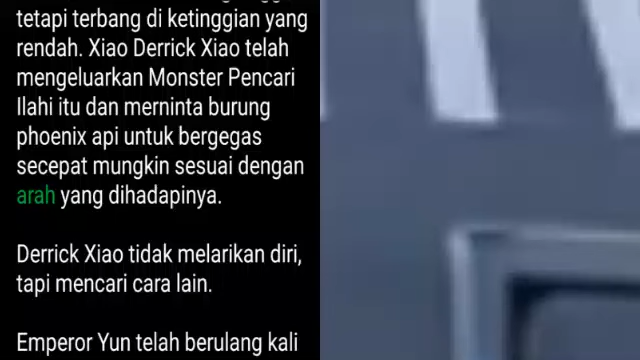 tetapi terbang di ketinggian yang
rendah. Xiao Derrick Xiao telah
mengeluarkan Monster Pencari
Ilahi itu dan merninta burung
phoenix api untuk bergegas
secepat mungkin sesuai dengan
arah yang dihadapinya.
Derrick Xiao tidak melarikan diri,
tapi mencari cara lain.
Emperor Yun telah berulang kali